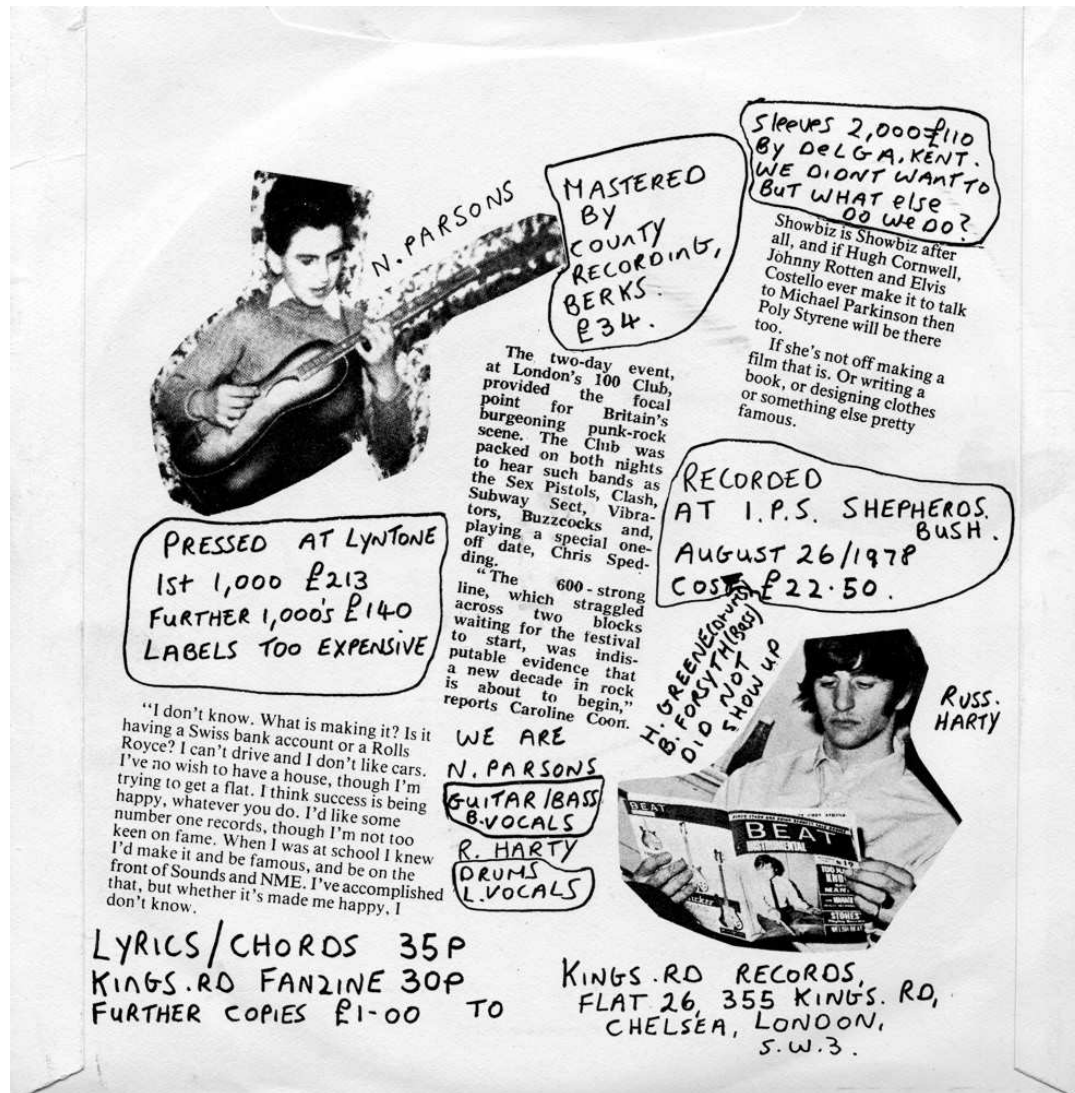 N. PARSONS
MASTERED
BY
COUNTY
RECORDING,
BERKS.
£34.
Sleeves 2,000 £110
BY DELGA, KENT.
WE DIDNT WANT TO
BUT WHAT else
DO WE DO?
Showbiz is Showbiz after
all, and if Hugh Cornwell,
Johnny Rotten and Elvis
Costello ever make it to talk
to Michael Parkinson then
Poly Styrene will be there
too.
If she's not off making a
film that is. Or writing a
book, or designing clothes
or something else pretty
famous.
The two-day event,
at London's 100 Club,
provided the focal
point for Britain's
burgeoning punk-rock
scene. The Club was
packed on both nights
to hear such bands as
the Sex Pistols, Clash,
Subway Sect, Vibra-
tors, Buzzcocks and,
playing a special one-
off date, Chris Sped-
ding.
"The 600-strong
line, which straggled
across two blocks
waiting for the festival
to start, was indis-
putable evidence that
a new decade in rock
is about to begin,"
reports Caroline Coon.
RECORDED
AT I.P.S. SHEPHERDS.
BUSH.
AUGUST 26/1978
COST £22.50.
H. GREENE (Drums)
B. FORSYTH (Bass)
DID NOT
SHOW UP
PRESSED AT LYNTONE
1st 1,000 £213
FURTHER 1,000's £140
LABELS TOO EXPENSIVE
"I don't know. What is making it? Is it
having a Swiss bank account or a Rolls
Royce? I can't drive and I don't like cars.
I've no wish to have a house, though I'm
trying to get a flat. I think success is being
happy, whatever you do. I'd like some
number one records, though I'm not too
keen on fame. When I was at school I knew
I'd make it and be famous, and be on the
front of Sounds and NME. I've accomplished
that, but whether it's made me happy, I
don't know.
WE ARE
N. PARSONS
GUITAR/BASS
B.VOCALS
R. HARTY
DRUMS
L.VOCALS
RUSS.
HARTY
BEAT
BEAT
INSTRUMENTAL
STONES'
LYRICS/CHORDS 35P
KINGS.RD FANZINE 30P
FURTHER COPIES £1-00 TO
KINGS.RD RECORDS,
FLAT 26, 355 KINGS. RD,
CHELSEA, LONDON,
S.W.3.